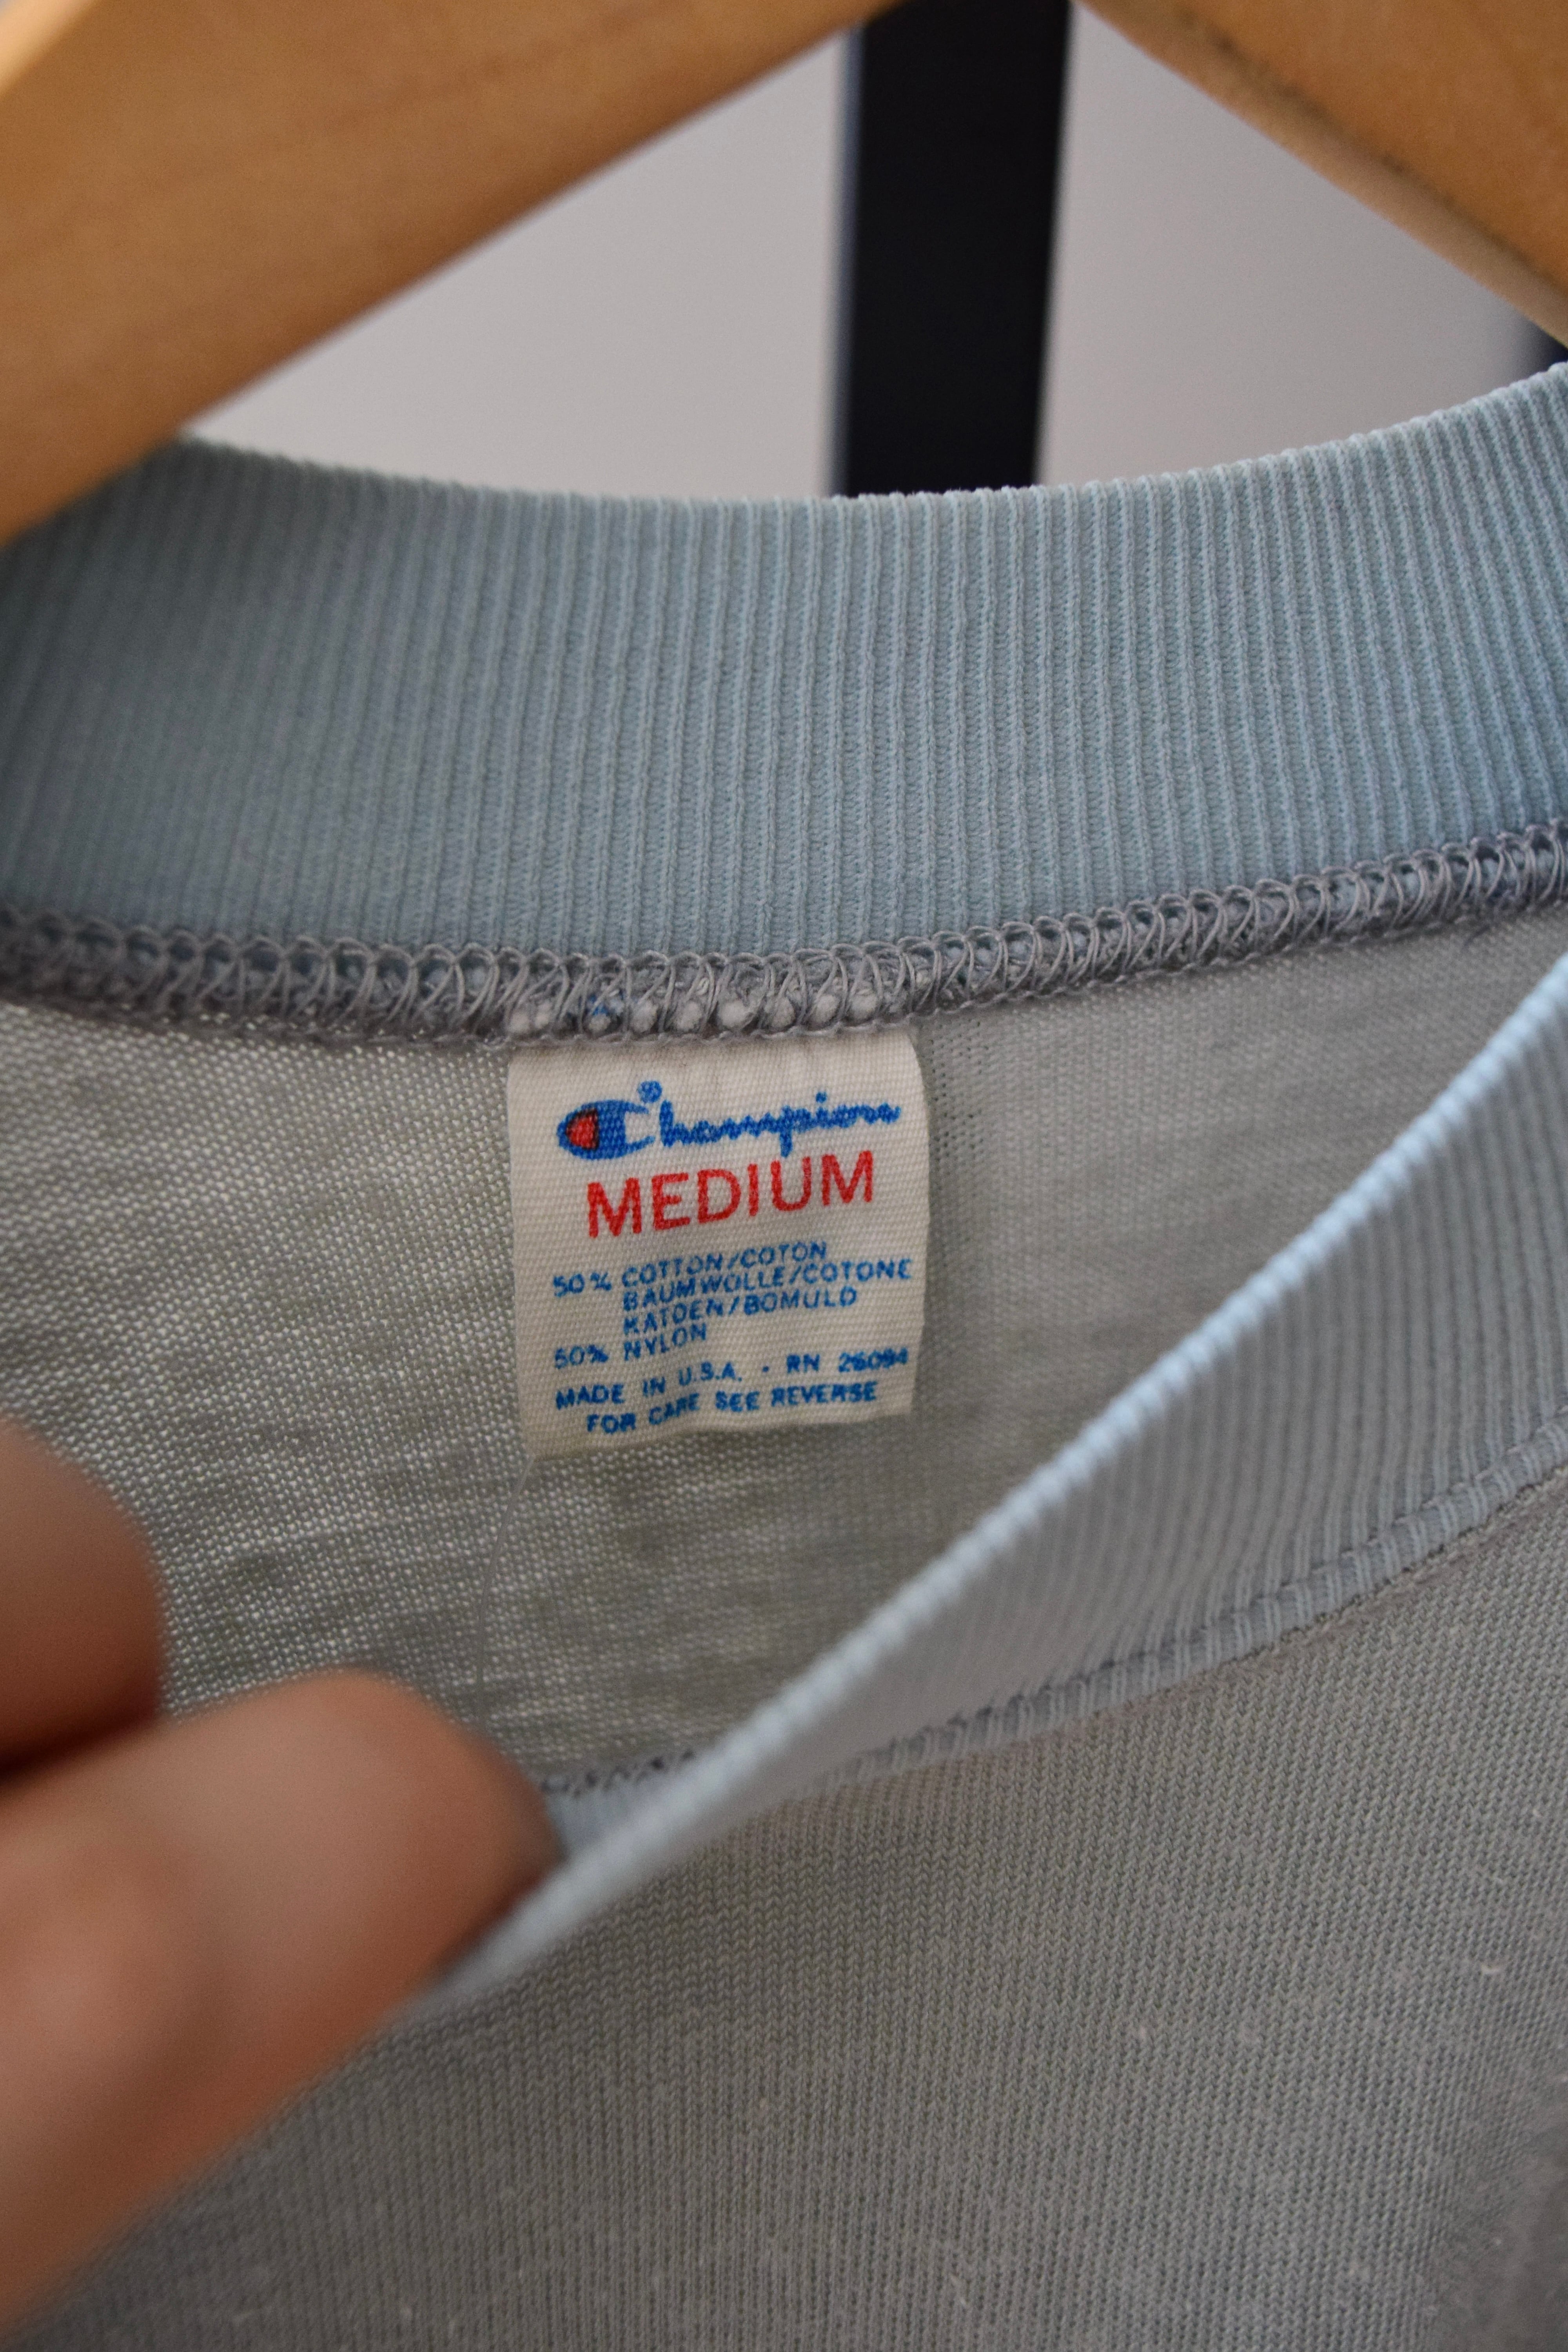 Champion®
MEDIUM
50% COTTON/COTON
BAUMWOLLE/COTONE
KATOEN/BOMULD
50% NYLON
MADE IN U.S.A. - RN 26094
FOR CARE SEE REVERSE